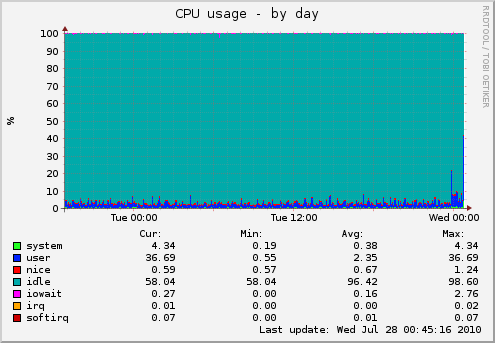 CPU usage - by day
RRDTOOL / TOBI OETIKER
%
100
90
80
70
60
50
40
30
20
10
0
Tue 00:00 Tue 12:00 Wed 00:00
Cur: Min: Avg: Max:
system 4.34 0.19 0.38 4.34
user 36.69 0.55 2.35 36.69
nice 0.59 0.57 0.67 1.24
idle 58.04 58.04 96.42 98.60
iowait 0.27 0.00 0.16 2.76
irq 0.01 0.00 0.00 0.02
softirq 0.07 0.00 0.01 0.07
Last update: Wed Jul 28 00:45:16 2010